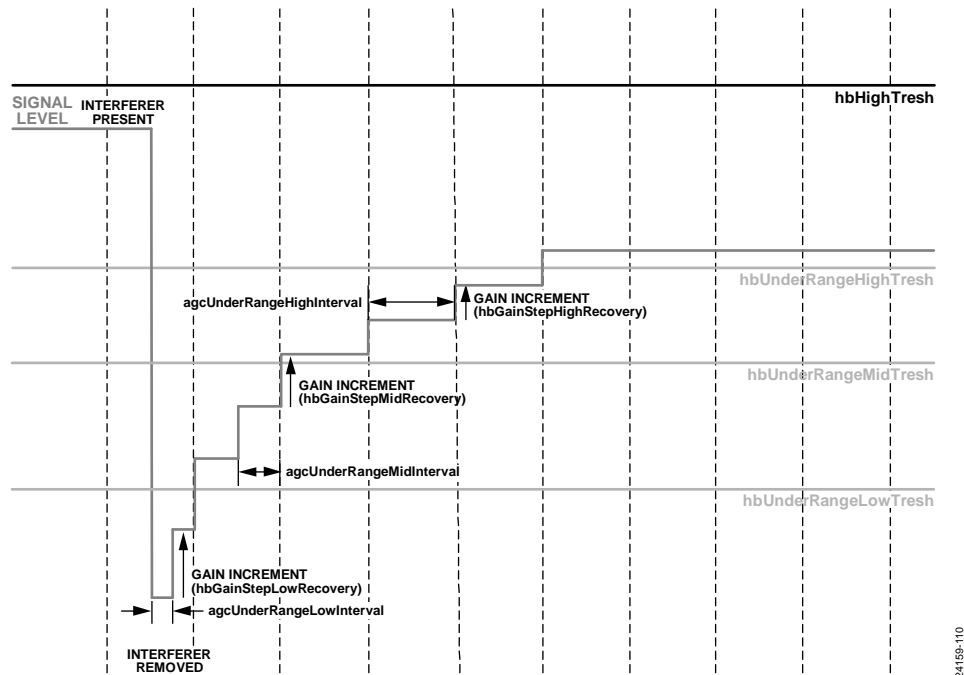 hbHighTresh
SIGNAL
LEVEL
INTERFERER
PRESENT
hbUnderRangeHighTresh
agcUnderRangeHighInterval
GAIN INCREMENT
(hbGainStepHighRecovery)
hbUnderRangeMidTresh
GAIN INCREMENT
(hbGainStepMidRecovery)
agcUnderRangeMidInterval
hbUnderRangeLowTresh
GAIN INCREMENT
(hbGainStepLowRecovery)
agcUnderRangeLowInterval
INTERFERER
REMOVED
24159-110